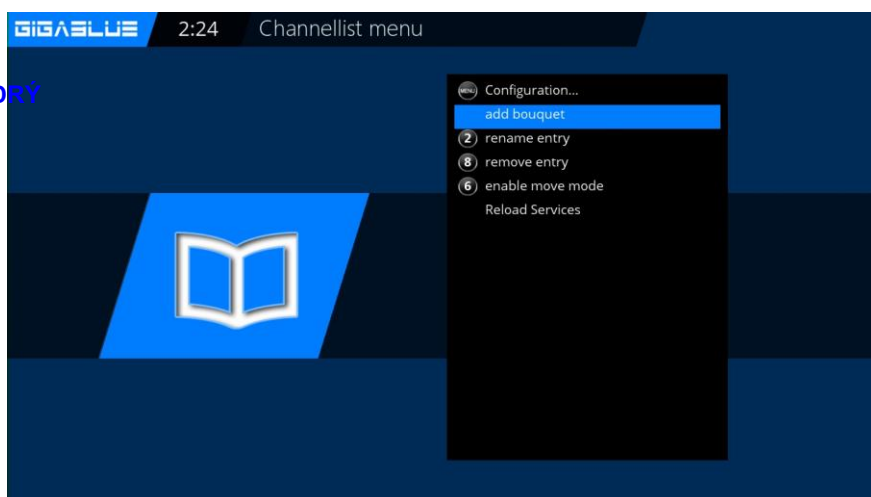 GIGABLUE 2:24 Channellist menu
MENU Configuration...
add bouquet
2 rename entry
8 remove entry
6 enable move mode
Reload Services